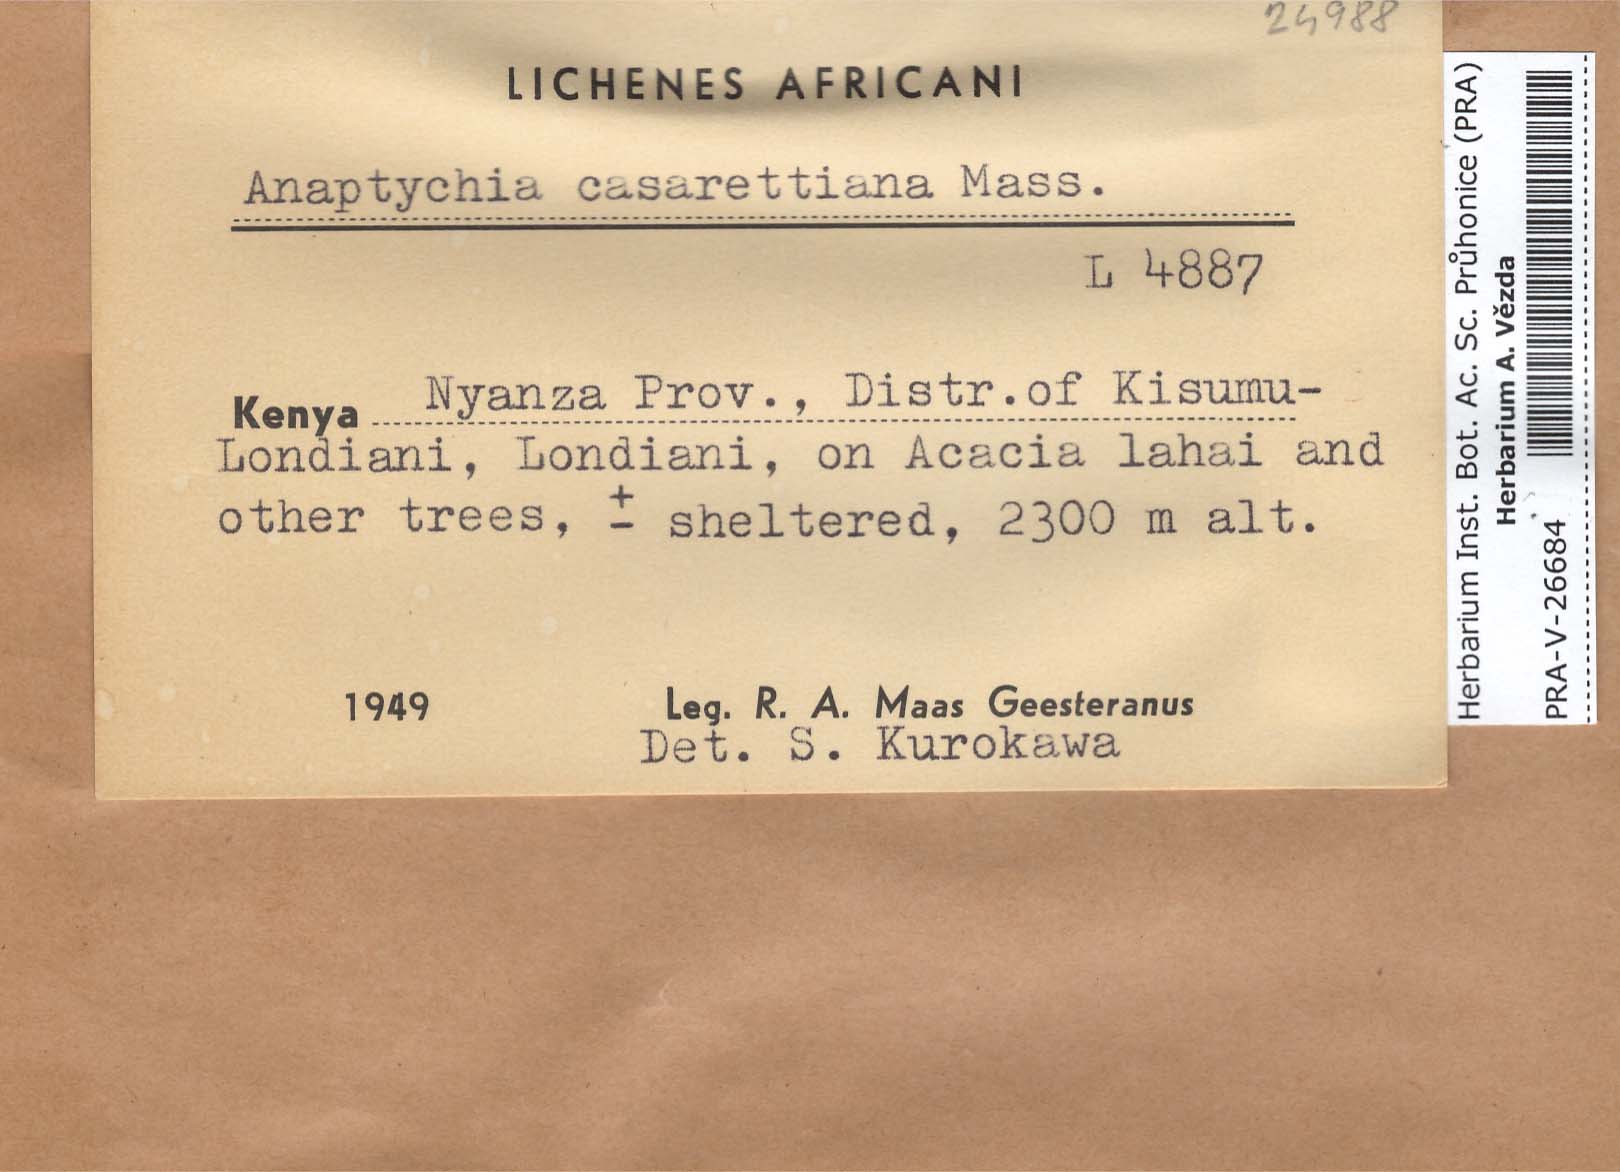 24988
LICHENES AFRICANI
Anaptychia casarettiana Mass.
L 4887
Kenya Nyanza Prov., Distr.of Kisumu-
Londiani, Londiani, on Acacia lahai and
other trees, ± sheltered, 2300 m alt.
1949 Leg. R. A. Maas Geesteranus
Det. S. Kurokawa
Herbarium Inst. Bot. Ac. Sc. Průhonice (PRA)
Herbarium A. Vězda
PRA-V-26684